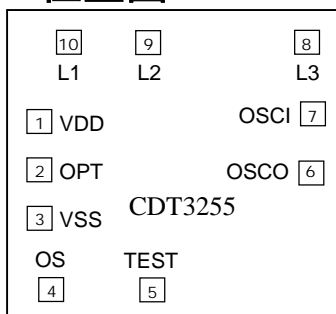 10 9 8
L1 L2 L3
1 VDD OSCI 7
2 OPT OSCO 6
3 VSS CDT3255
OS TEST
4 5